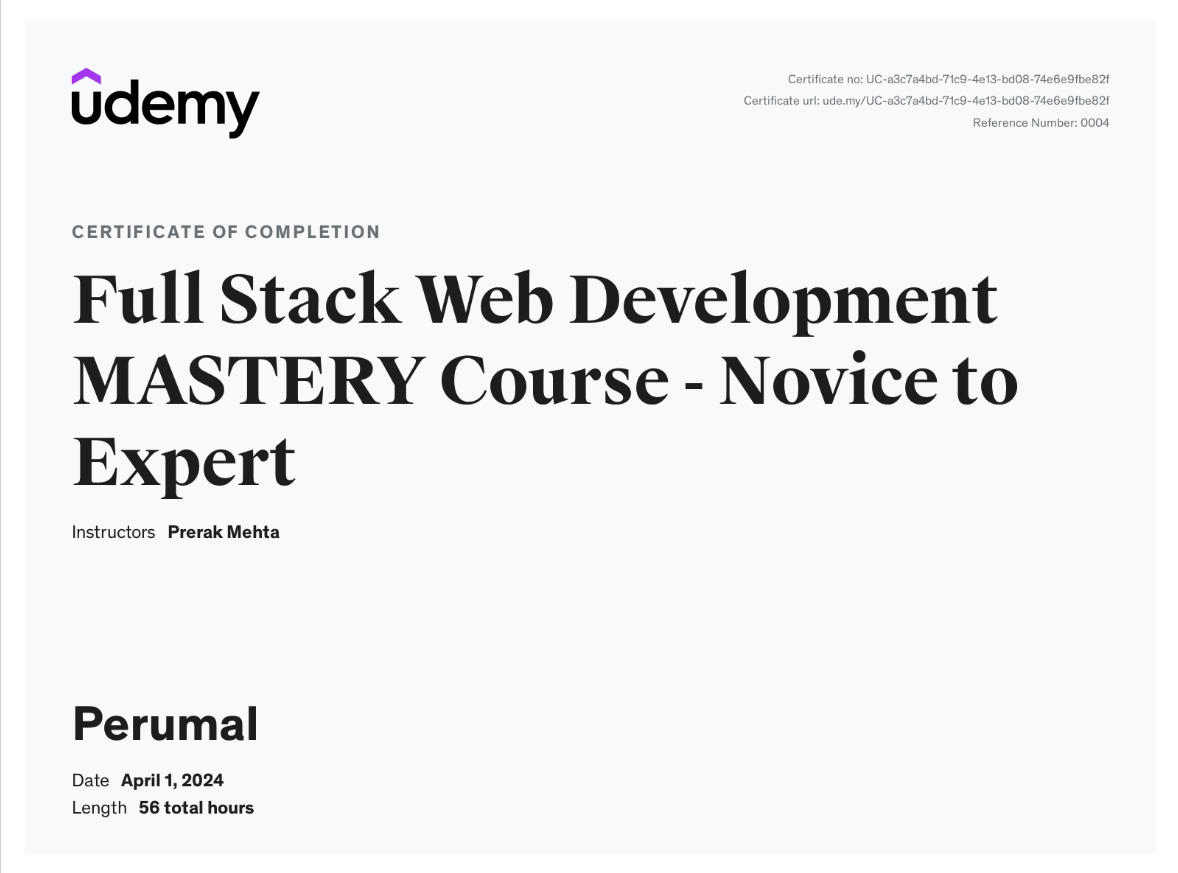 udemy
Certificate no: UC-a3c7a4bd-71c9-4e13-bd08-74e6e9fbe82f
Certificate url: ude.my/UC-a3c7a4bd-71c9-4e13-bd08-74e6e9fbe82f
Reference Number: 0004
CERTIFICATE OF COMPLETION
Full Stack Web Development
MASTERY Course - Novice to
Expert
Instructors Prerak Mehta
Perumal
Date April 1, 2024
Length 56 total hours